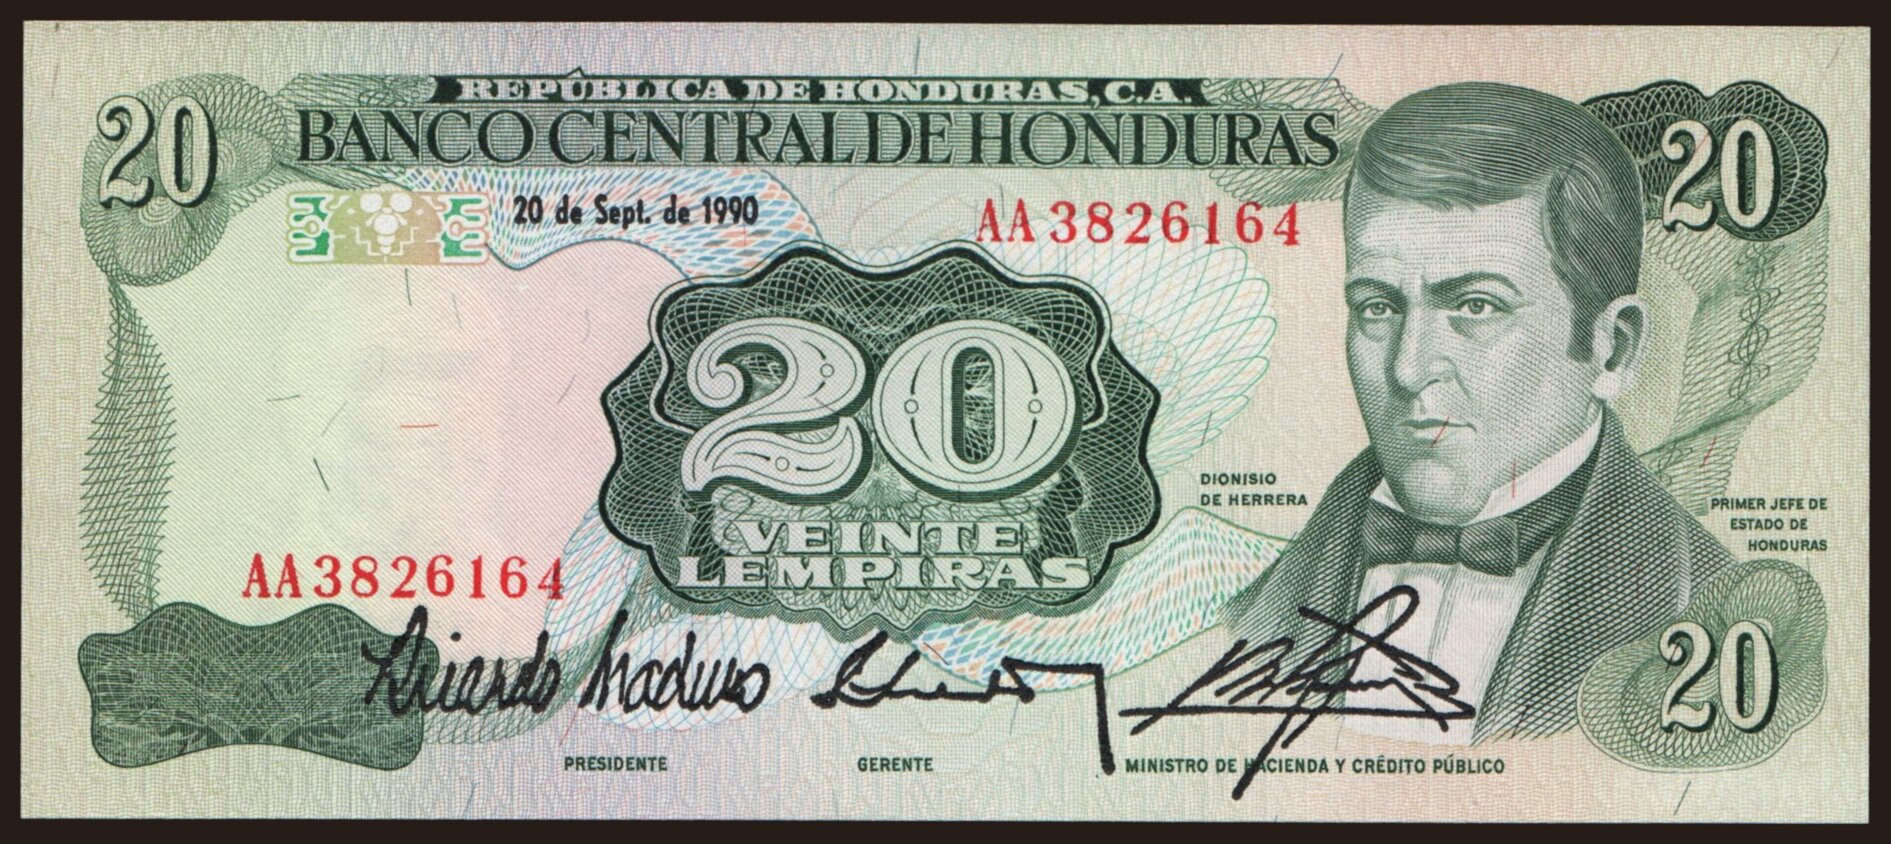 REPÚBLICA DE HONDURAS, C.A.
BANCO CENTRAL DE HONDURAS
20
20
20 de Sept. de 1990
AA3826164
20
VEINTE
LEMPIRAS
DIONISIO
DE HERRERA
PRIMER JEFE DE
ESTADO DE
HONDURAS
AA3826164
Ricardo Maduro
20
PRESIDENTE
GERENTE
MINISTRO DE HACIENDA Y CRÉDITO PÚBLICO